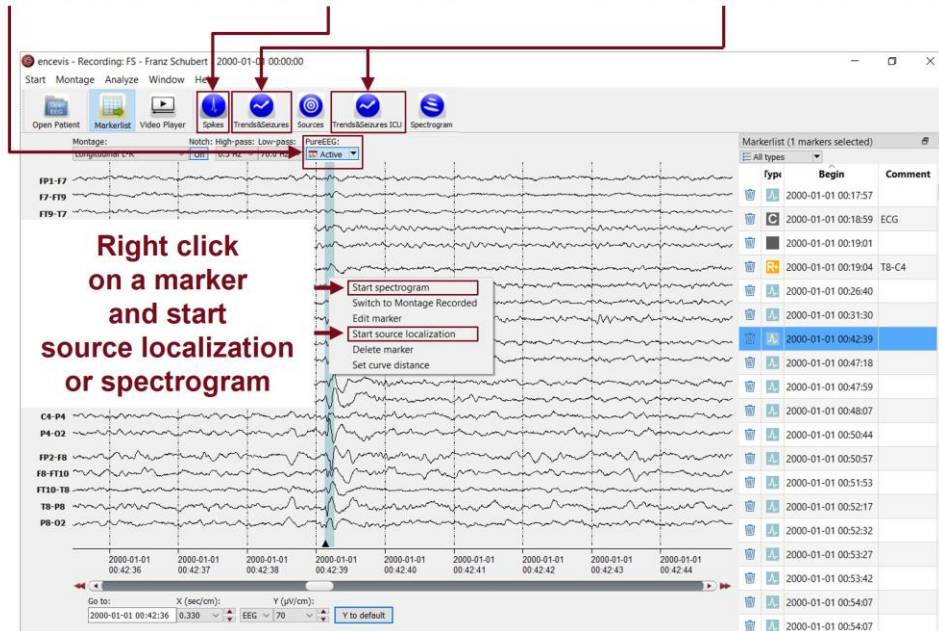 encevis - Recording: FS - Franz Schubert 2000-01-01 00:00:00
Start Montage Analyze Window
Open EEG
Open Patient Markerlist Video Player Spikes Trends&Seizures Sources Trends&Seizures ICU Spectrogram
Montage: Notch: High-pass: Low-pass: PureEEG:
Longitudinal L-R Off 0.3 Hz 70.0 Hz Active
FP1-F7
F7-FT9
FT9-T7
Right click
on a marker
and start
source localization
or spectrogram
Start spectrogram
Switch to Montage Recorded
Edit marker
Start source localization
Delete marker
Set curve distance
C4-P4
P4-O2
FP2-F8
F8-FT10
FT10-T8
T8-P8
P8-O2
2000-01-01 2000-01-01 2000-01-01 2000-01-01 2000-01-01 2000-01-01 2000-01-01 2000-01-01 2000-01-01
00:42:36 00:42:37 00:42:38 00:42:39 00:42:40 00:42:41 00:42:42 00:42:43 00:42:44
Go to: X (sec/cm): Y (µV/cm):
2000-01-01 00:42:36 0.330 EEG 70 Y to default
Markerlist (1 markers selected)
All types
Type Begin Comment
2000-01-01 00:17:57
C 2000-01-01 00:18:59 ECG
2000-01-01 00:19:01
R+ 2000-01-01 00:19:04 T8-C4
2000-01-01 00:26:40
2000-01-01 00:31:30
2000-01-01 00:42:39
2000-01-01 00:47:18
2000-01-01 00:47:59
2000-01-01 00:48:07
2000-01-01 00:50:44
2000-01-01 00:50:57
2000-01-01 00:51:53
2000-01-01 00:52:17
2000-01-01 00:52:32
2000-01-01 00:53:27
2000-01-01 00:53:42
2000-01-01 00:54:07
2000-01-01 00:54:07